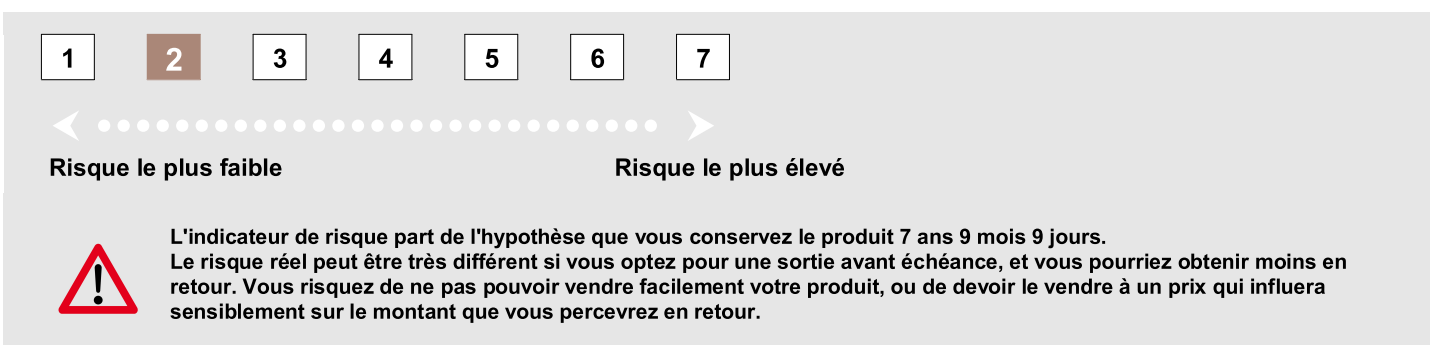 1 2 3 4 5 6 7
Risque le plus faible Risque le plus élevé
L'indicateur de risque part de l'hypothèse que vous conservez le produit 7 ans 9 mois 9 jours.
Le risque réel peut être très différent si vous optez pour une sortie avant échéance, et vous pourriez obtenir moins en
retour. Vous risquez de ne pas pouvoir vendre facilement votre produit, ou de devoir le vendre à un prix qui influera
sensiblement sur le montant que vous percevrez en retour.